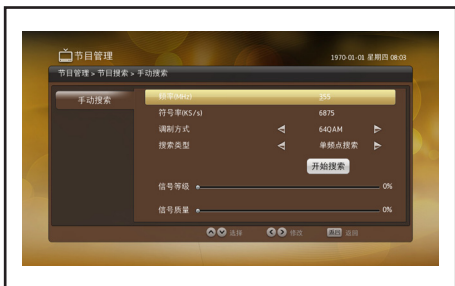 节目管理
1970-01-01 星期四 08:03
节目管理 > 节目搜索 > 手动搜索
手动搜索
频率(MHz) 355
符号率(KS/s) 6875
调制方式 64QAM
搜索类型 单频点搜索
开始搜索
信号等级 0%
信号质量 0%
选择 修改 返回 返回